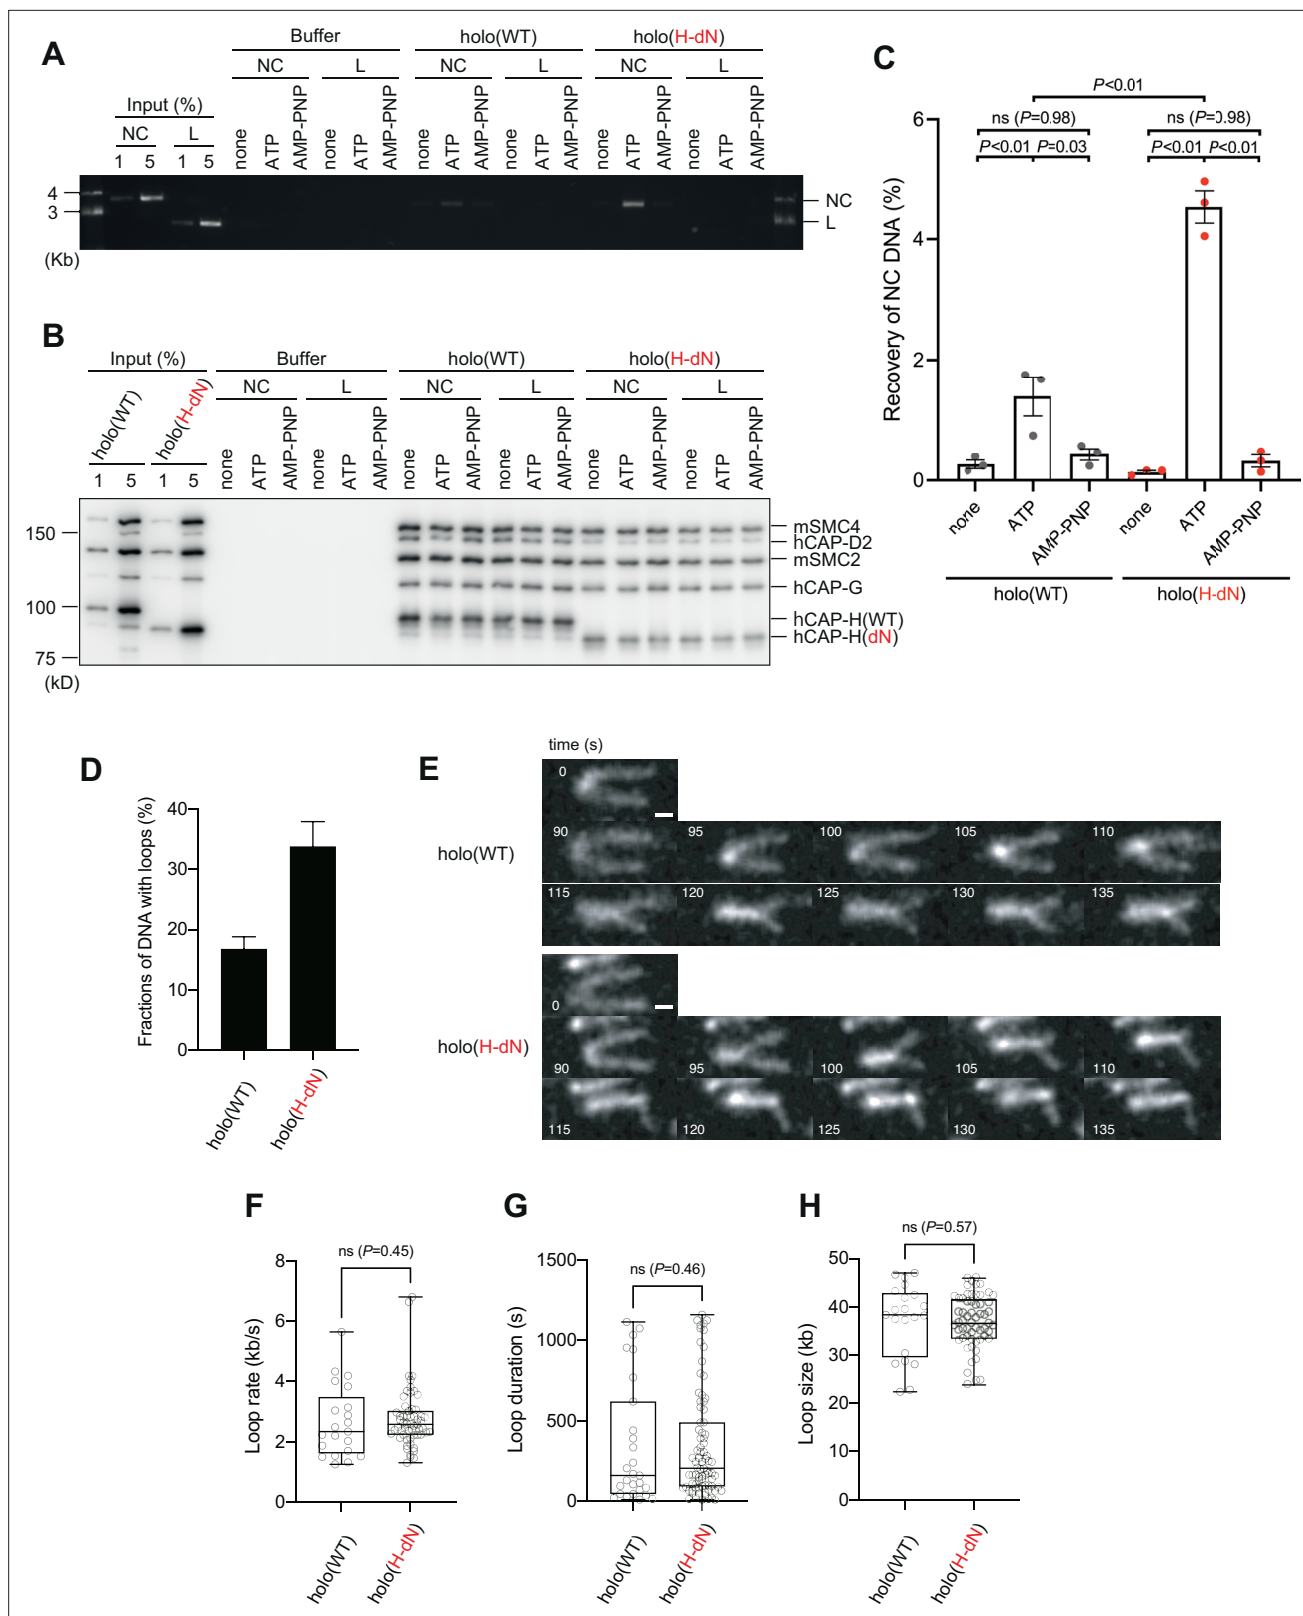 A
Buffer
holo(WT)
holo(H-dN)
NC
L
NC
L
NC
L
Input (%)
NC
L
1
5
1
5
none
ATP
AMP-PNP
none
ATP
AMP-PNP
none
ATP
AMP-PNP
none
ATP
AMP-PNP
none
ATP
AMP-PNP
none
ATP
AMP-PNP
4
3
(Kb)
NC
L
B
Input (%)
Buffer
holo(WT)
holo(H-dN)
NC
L
NC
L
NC
L
holo(WT)
holo(H-dN)
1
5
1
5
none
ATP
AMP-PNP
none
ATP
AMP-PNP
none
ATP
AMP-PNP
none
ATP
AMP-PNP
none
ATP
AMP-PNP
none
ATP
AMP-PNP
150
100
75
(kD)
mSMC4
hCAP-D2
mSMC2
hCAP-G
hCAP-H(WT)
hCAP-H(dN)
C
P<0.01
ns (P=0.98)
ns (P=0.98)
P<0.01
P=0.03
P<0.01
P<0.01
Recovery of NC DNA (%)
6
4
2
0
none
ATP
AMP-PNP
none
ATP
AMP-PNP
holo(WT)
holo(H-dN)
D
Fractions of DNA with loops (%)
40
30
20
10
0
holo(WT)
holo(H-dN)
E
time (s)
0
holo(WT)
90
95
100
105
110
115
120
125
130
135
0
holo(H-dN)
90
95
100
105
110
115
120
125
130
135
F
ns (P=0.45)
Loop rate (kb/s)
8
6
4
2
0
holo(WT)
holo(H-dN)
G
ns (P=0.46)
Loop duration (s)
1500
1000
500
0
holo(WT)
holo(H-dN)
H
ns (P=0.57)
Loop size (kb)
50
40
30
20
10
0
holo(WT)
holo(H-dN)